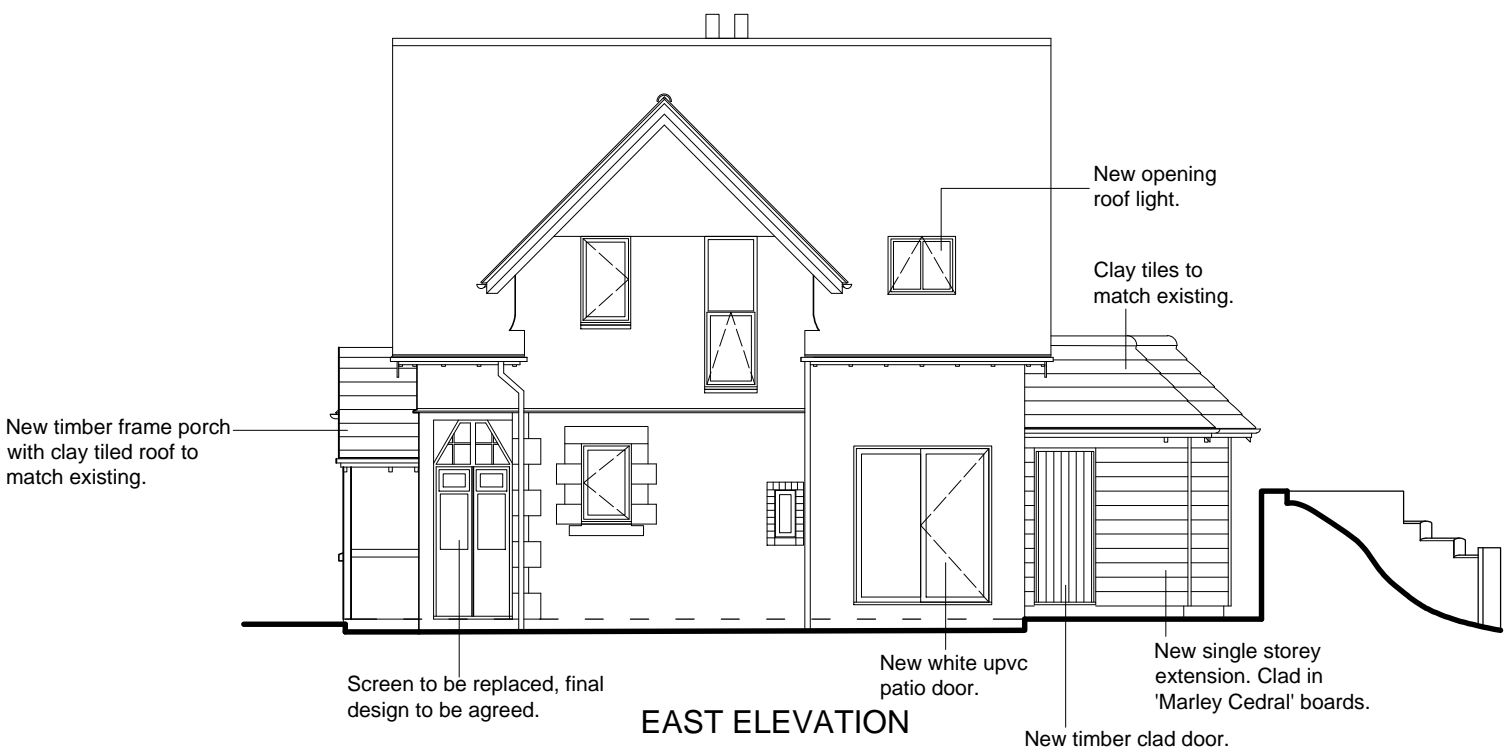 New opening
roof light.
Clay tiles to
match existing.
New timber frame porch
with clay tiled roof to
match existing.
Screen to be replaced, final
design to be agreed.
New white upvc
patio door.
New single storey
extension. Clad in
'Marley Cedral' boards.
New timber clad door.
EAST ELEVATION